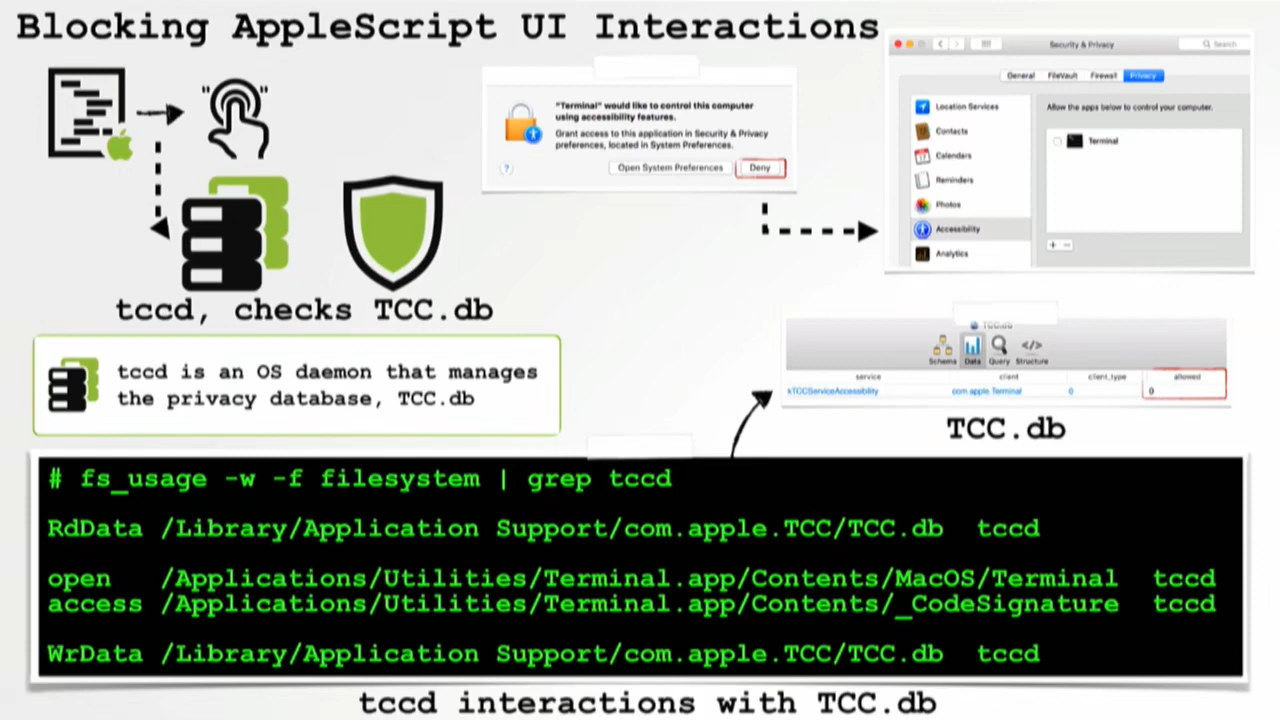 Blocking AppleScript UI Interactions
" "
tccd, checks TCC.db
"Terminal" would like to control this computer
using accessibility features.
Grant access to this application in Security & Privacy
preferences, located in System Preferences.
?
Open System Preferences
Deny
Security & Privacy
Search
General
FileVault
Firewall
Privacy
Location Services
Contacts
Calendars
Reminders
Photos
Accessibility
Analytics
Allow the apps below to control your computer.
Terminal
+ −
tccd is an OS daemon that manages
the privacy database, TCC.db
TCC.db
Schema Data Query Structure
service client client_type allowed
kTCCServiceAccessibility com.apple.Terminal 0 0
TCC.db
# fs_usage -w -f filesystem | grep tccd
RdData /Library/Application Support/com.apple.TCC/TCC.db tccd
open /Applications/Utilities/Terminal.app/Contents/MacOS/Terminal tccd
access /Applications/Utilities/Terminal.app/Contents/_CodeSignature tccd
WrData /Library/Application Support/com.apple.TCC/TCC.db tccd
tccd interactions with TCC.db